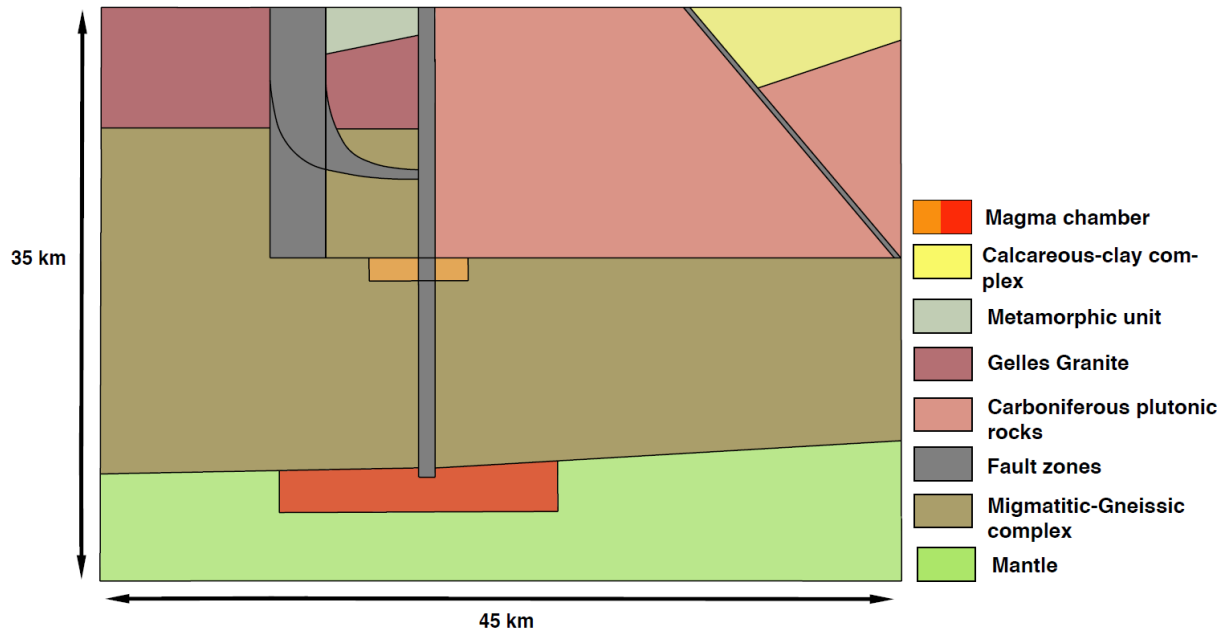 35 km
45 km
Magma chamber
Calcareous-clay com-
plex
Metamorphic unit
Gelles Granite
Carboniferous plutonic
rocks
Fault zones
Migmatitic-Gneissic
complex
Mantle